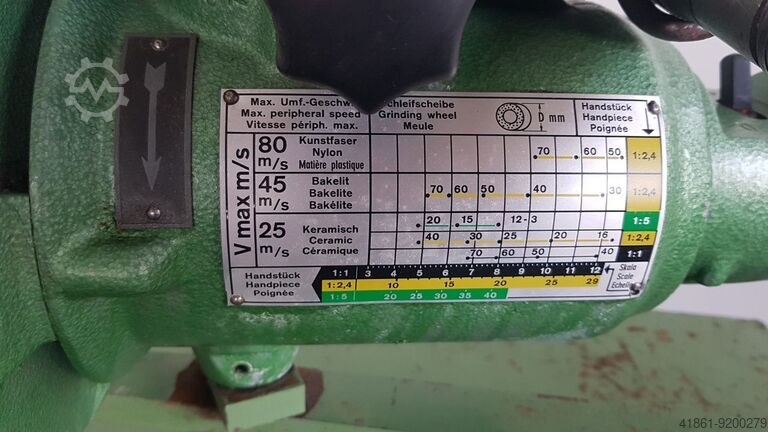 Max. Umf.-Geschw Schleifscheibe Handstück
Max. peripheral speed Grinding wheel D mm Handpiece
Vitesse périph. max. Meule Poignée
V max m/s
80 m/s
Kunstfaser
Nylon
Matière plastique
70 60 50 1:2,4
45 m/s
Bakelit
Bakelite
Bakélite
70 60 50 40 30 1:2,4
25 m/s
Keramisch
Ceramic
Céramique
20 15 12-3 1:5
40 30 25 20 16 1:2,4
70 60 50 40 1:1
Handstück
Handpiece
Poignée
1:1 3 4 5 6 7 8 9 10 11 12
1:2,4 10 15 20 25 29
1:5 20 25 30 35 40
Skala
Scale
Echelle
41861-9200279